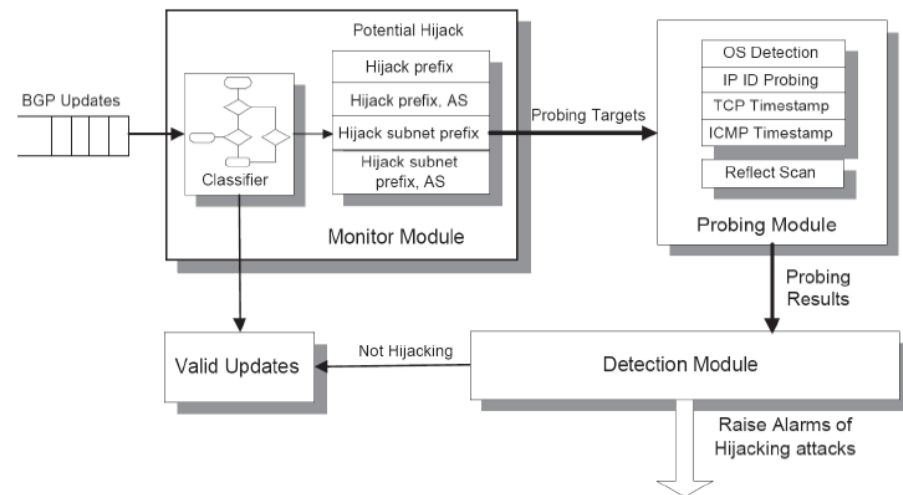 BGP Updates
Classifier
Potential Hijack
Hijack prefix
Hijack prefix, AS
Hijack subnet prefix
Hijack subnet
prefix, AS
Monitor Module
Probing Targets
OS Detection
IP ID Probing
TCP Timestamp
ICMP Timestamp
Reflect Scan
Probing Module
Probing
Results
Valid Updates
Not Hijacking
Detection Module
Raise Alarms of
Hijacking attacks